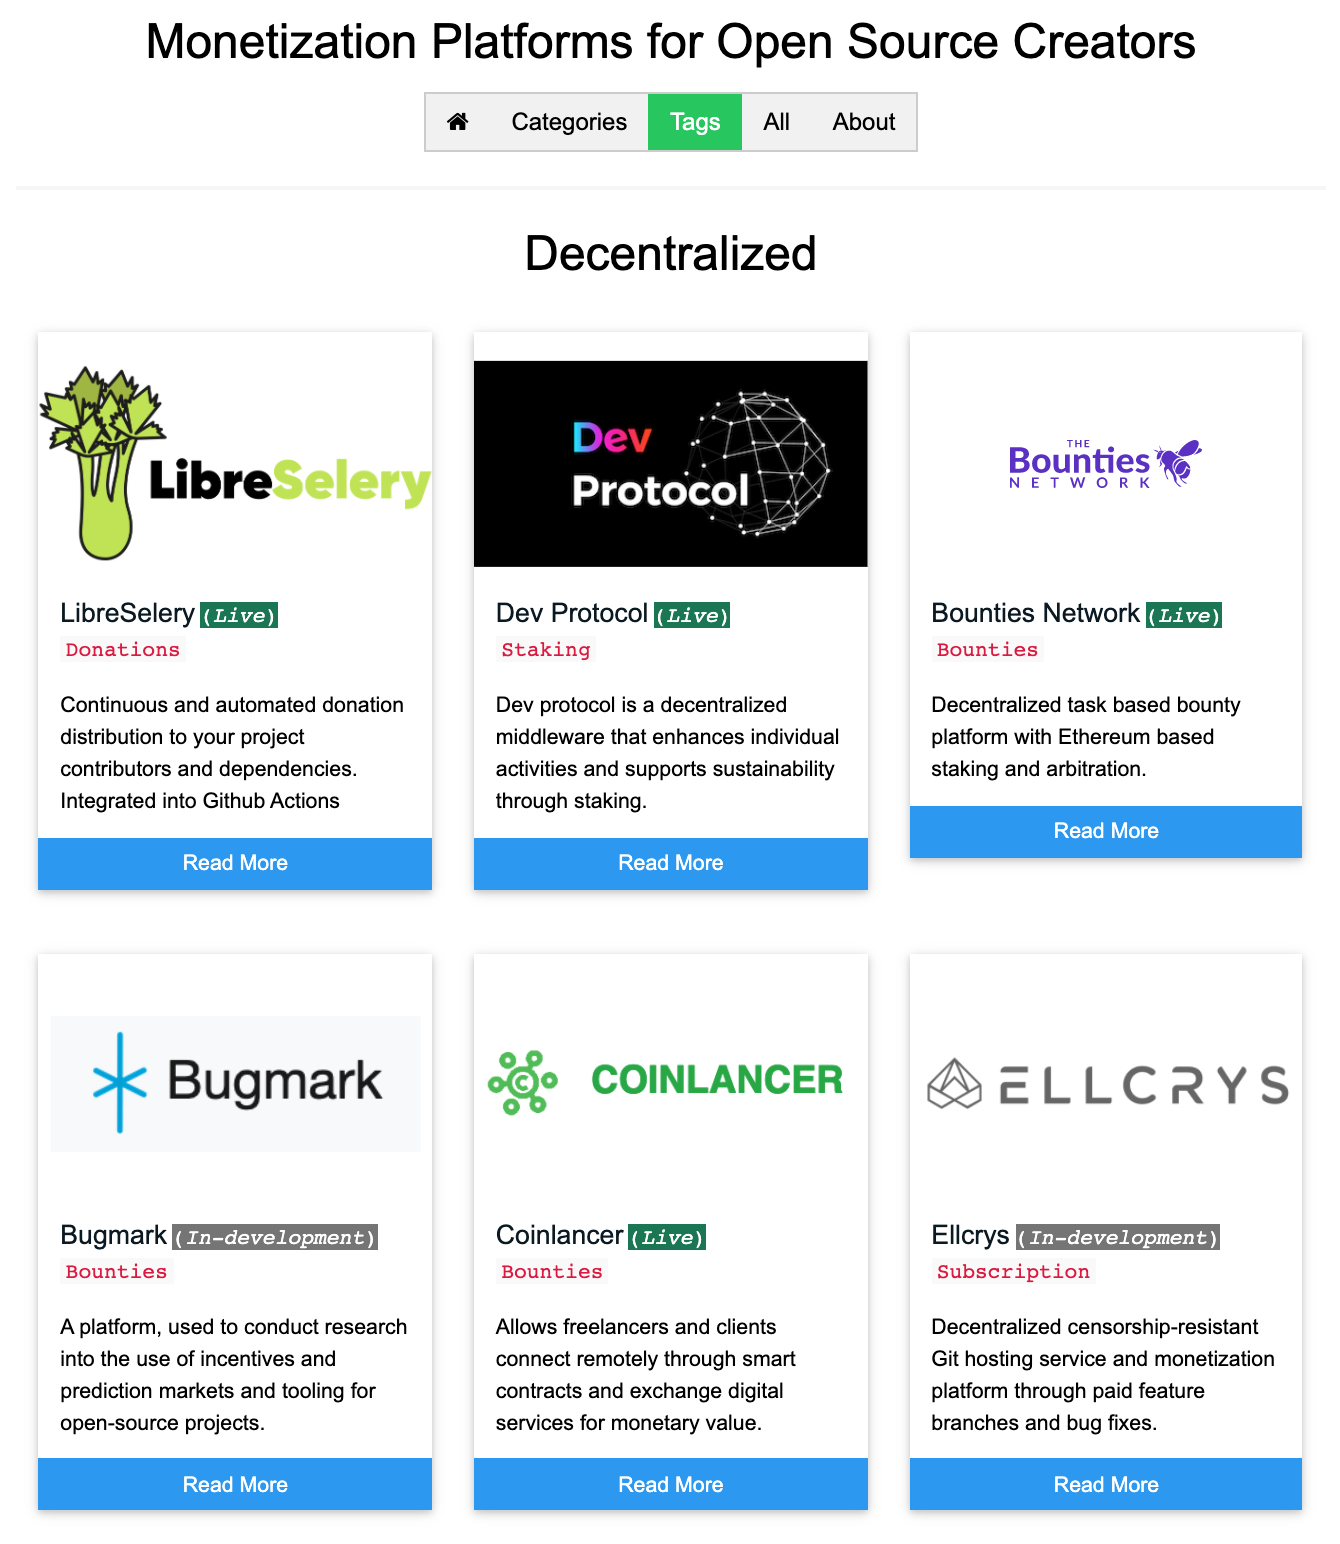 Monetization Platforms for Open Source Creators
Categories Tags All About
Decentralized
LibreSelery
Dev
Protocol
THE
Bounties
NETWORK
LibreSelery (Live)
Donations
Continuous and automated donation
distribution to your project
contributors and dependencies.
Integrated into Github Actions
Read More
Dev Protocol (Live)
Staking
Dev protocol is a decentralized
middleware that enhances individual
activities and supports sustainability
through staking.
Read More
Bounties Network (Live)
Bounties
Decentralized task based bounty
platform with Ethereum based
staking and arbitration.
Read More
Bugmark
COINLANCER
ELLCRYS
Bugmark (In-development)
Bounties
A platform, used to conduct research
into the use of incentives and
prediction markets and tooling for
open-source projects.
Read More
Coinlancer (Live)
Bounties
Allows freelancers and clients
connect remotely through smart
contracts and exchange digital
services for monetary value.
Read More
Ellcrys (In-development)
Subscription
Decentralized censorship-resistant
Git hosting service and monetization
platform through paid feature
branches and bug fixes.
Read More